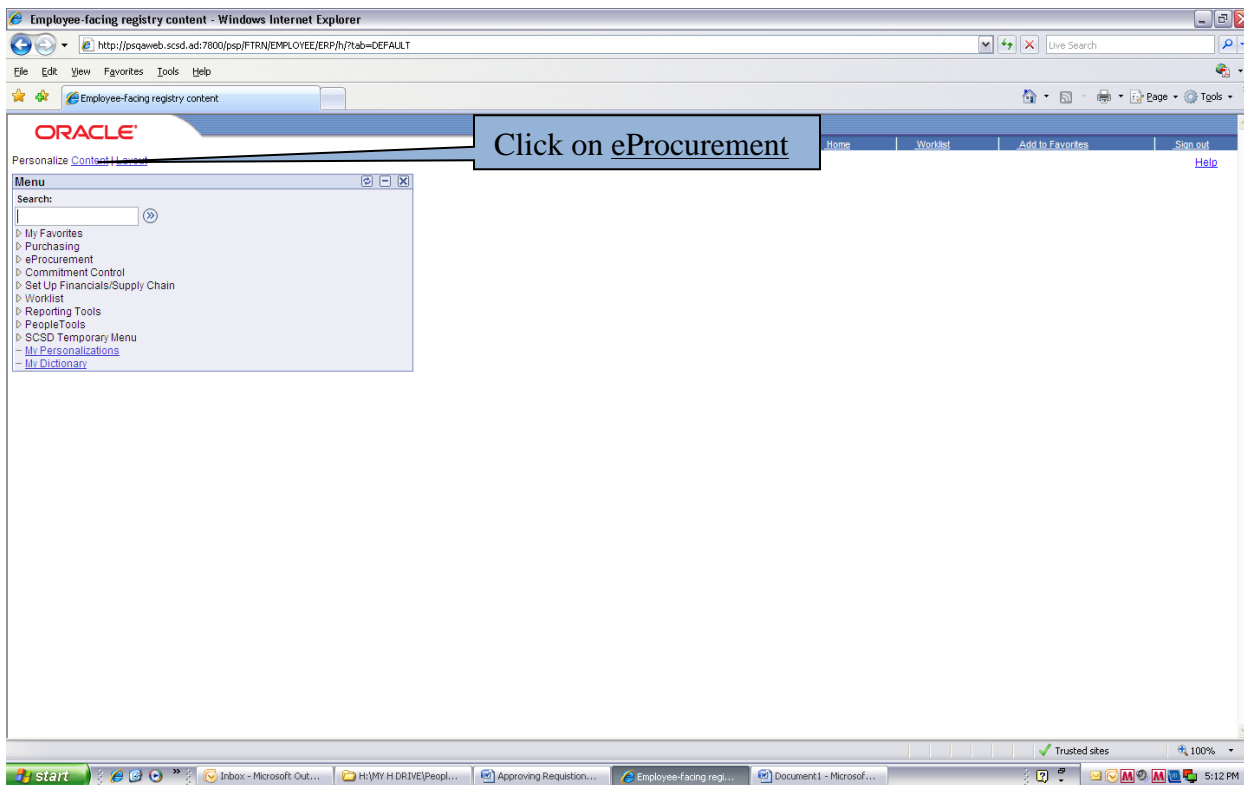 Employee-facing registry content - Windows Internet Explorer
http://psqaweb.scsd.ad:7800/psp/FTRN/EMPLOYEE/ERP/h/?tab=DEFAULT
Live Search
File Edit View Favorites Tools Help
Employee-facing registry content
Page Tools
ORACLE
Click on eProcurement
Home Worklist Add to Favorites Sign out
Personalize Content | Layout
Help
Menu
Search:
My Favorites
Purchasing
eProcurement
Commitment Control
Set Up Financials/Supply Chain
Worklist
Reporting Tools
PeopleTools
SCSD Temporary Menu
My Personalizations
My Dictionary
Trusted sites 100%
start Inbox - Microsoft Out... H:\MY H DRIVE\Peopl... Approving Requistion... Employee-facing regi... Document1 - Microsof... 5:12 PM